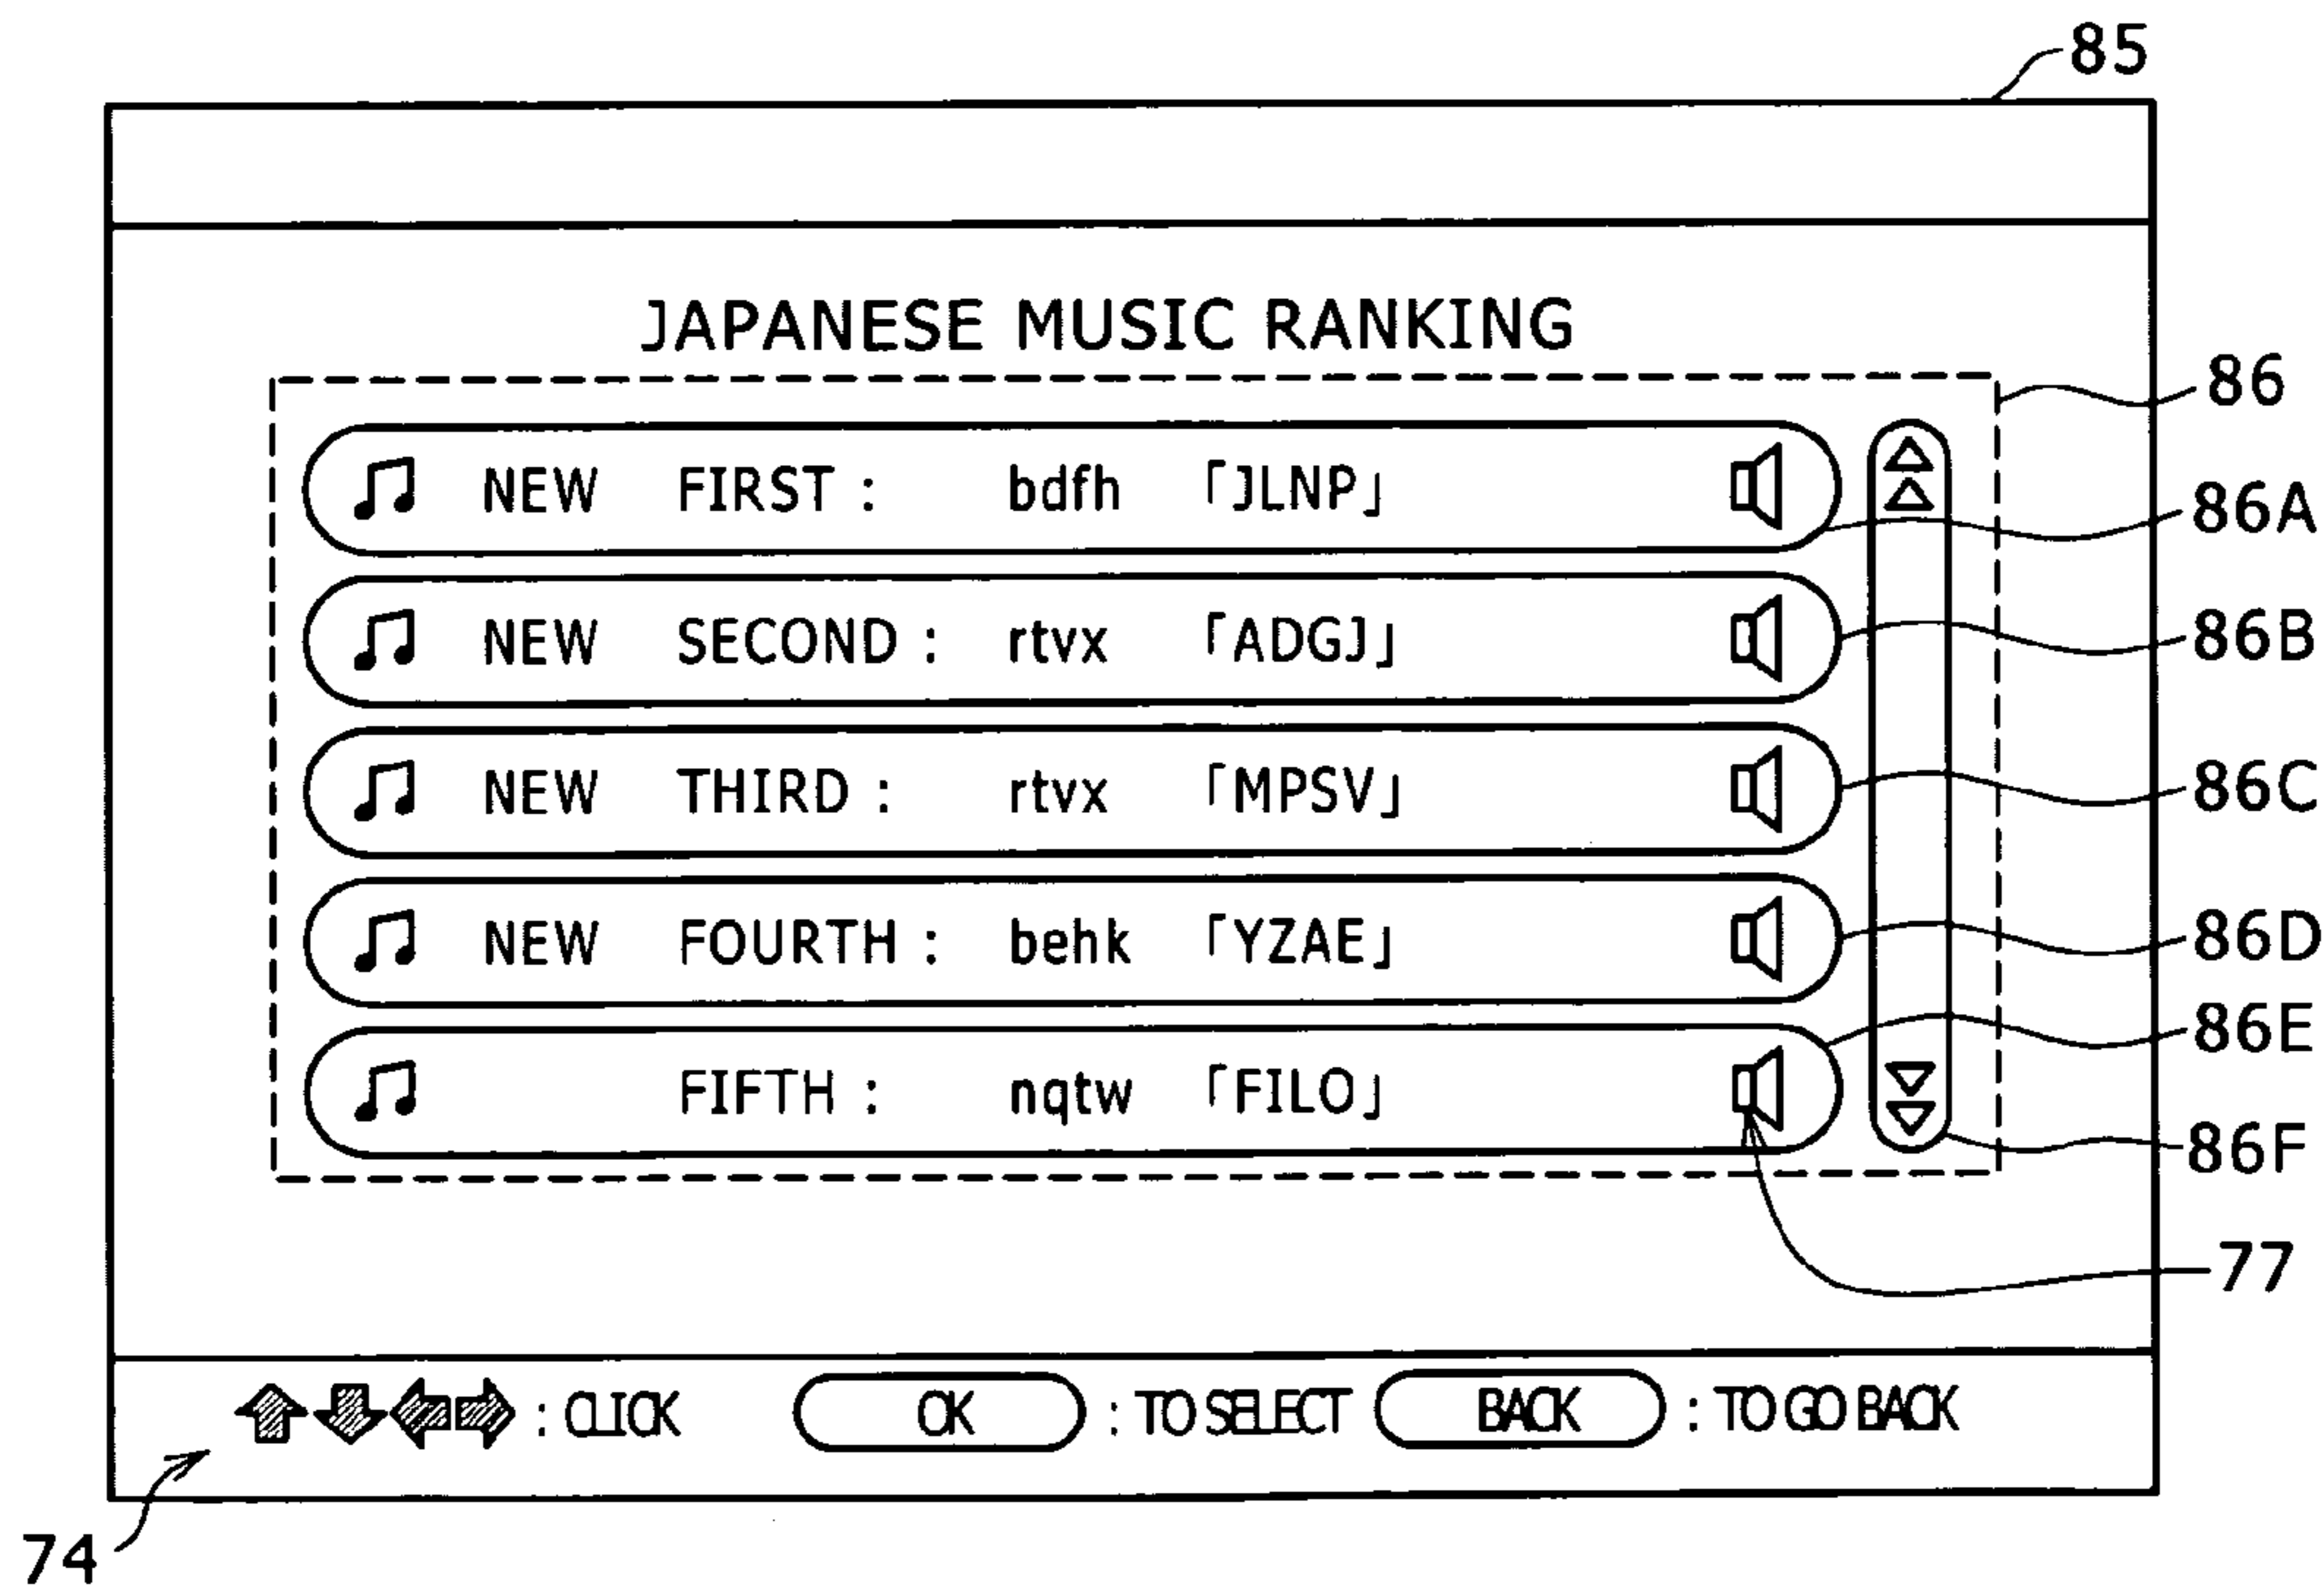 85
JAPANESE MUSIC RANKING
86
NEW FIRST : bdfh 「JLNP」
86A
NEW SECOND : rtvx 「ADGJ」 86B
NEW THIRD : rtvx 「MPSV」 86C
NEW FOURTH : behk 「YZAE」 86D
86E
FIFTH : nqtw 「FILO」
86F
77
: CLICK OK : TO SELECT BACK : TO GO BACK
74